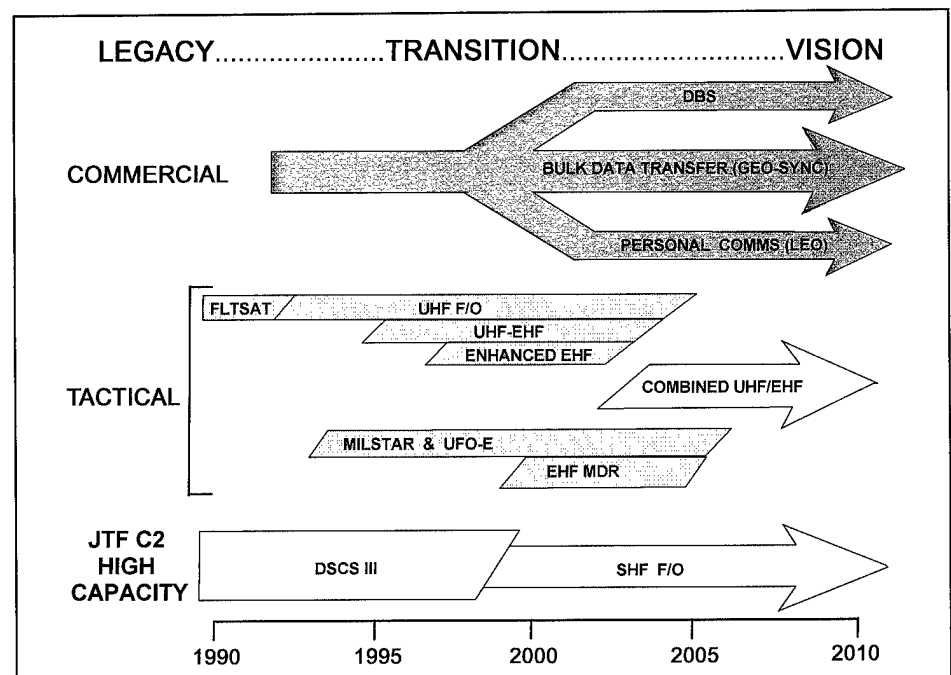 LEGACY..............TRANSITION......................VISION
DBS
COMMERCIAL
BULK DATA TRANSFER (GEO-SYNC)
PERSONAL COMMS (LEO)
FLTSAT
UHF F/O
UHF-EHF
ENHANCED EHF
TACTICAL
COMBINED UHF/EHF
MILSTAR & UFO-E
EHF MDR
JTF C2
HIGH
CAPACITY
DSCS III
SHF F/O
1990 1995 2000 2005 2010